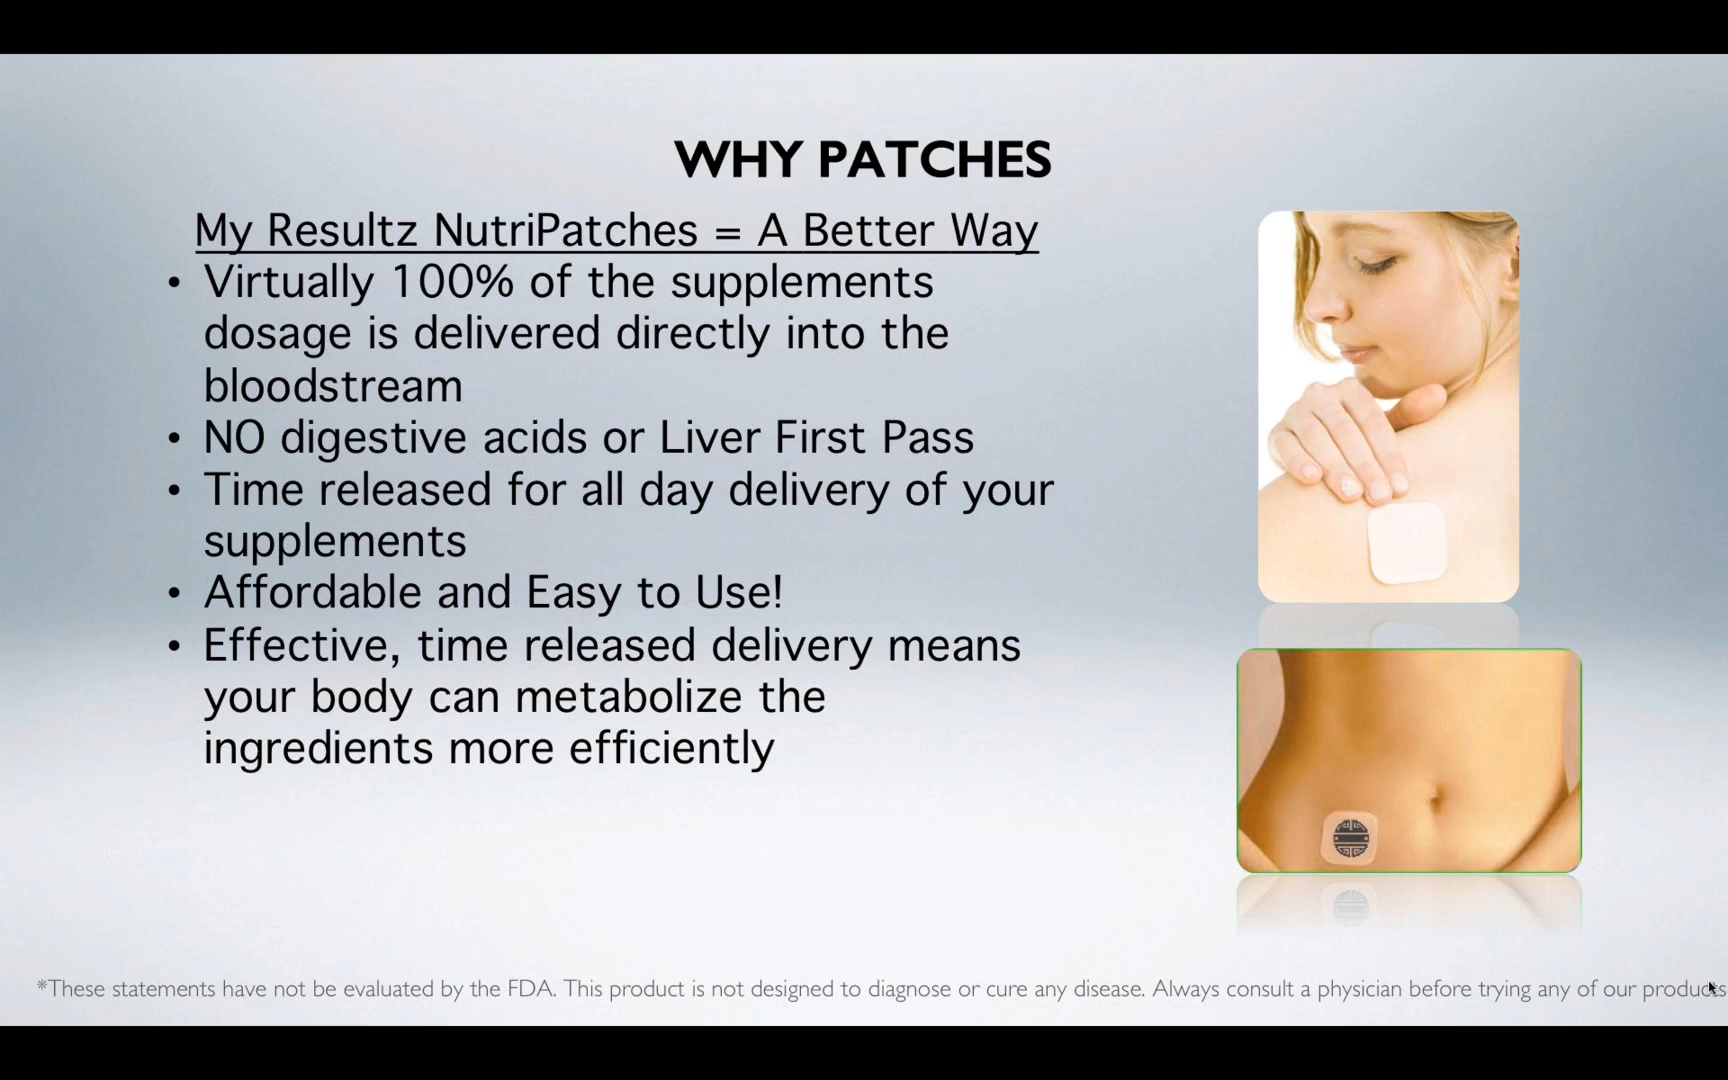 WHY PATCHES
My Resultz NutriPatches = A Better Way
• Virtually 100% of the supplements
dosage is delivered directly into the
bloodstream
• NO digestive acids or Liver First Pass
• Time released for all day delivery of your
supplements
• Affordable and Easy to Use!
• Effective, time released delivery means
your body can metabolize the
ingredients more efficiently
*These statements have not be evaluated by the FDA. This product is not designed to diagnose or cure any disease. Always consult a physician before trying any of our products